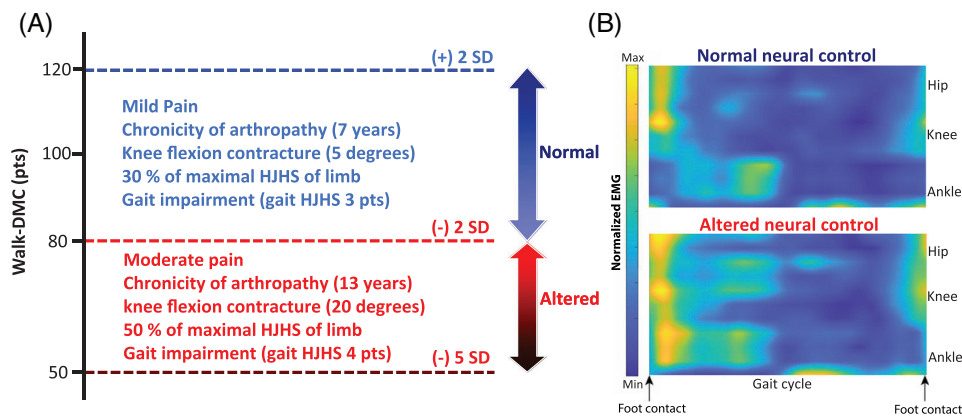 (A)
Walk-DMC (pts)
120
100
80
50
(+) 2 SD
Mild Pain
Chronicity of arthropathy (7 years)
Knee flexion contracture (5 degrees)
30 % of maximal HJHS of limb
Gait impairment (gait HJHS 3 pts)
Normal
(-) 2 SD
Moderate pain
Chronicity of arthropathy (13 years)
knee flexion contracture (20 degrees)
50 % of maximal HJHS of limb
Gait impairment (gait HJHS 4 pts)
Altered
(-) 5 SD
(B)
Max
Normalized EMG
Min
Normal neural control
Hip
Knee
Ankle
Altered neural control
Hip
Knee
Ankle
Gait cycle
Foot contact
Foot contact